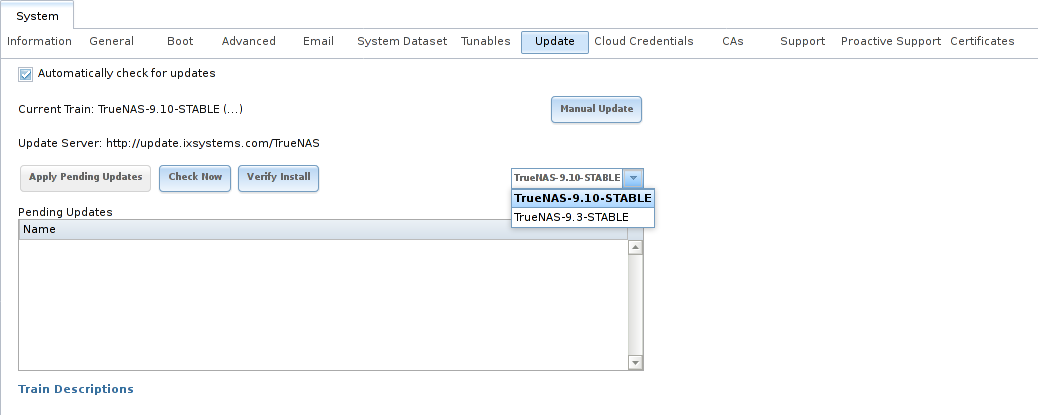 System
Information General Boot Advanced Email System Dataset Tunables Update Cloud Credentials CAs Support Proactive Support Certificates
Automatically check for updates
Current Train: TrueNAS-9.10-STABLE (...)
Manual Update
Update Server: http://update.ixsystems.com/TrueNAS
Apply Pending Updates Check Now Verify Install TrueNAS-9.10-STABLE
TrueNAS-9.10-STABLE
TrueNAS-9.3-STABLE
Pending Updates
Name
Train Descriptions